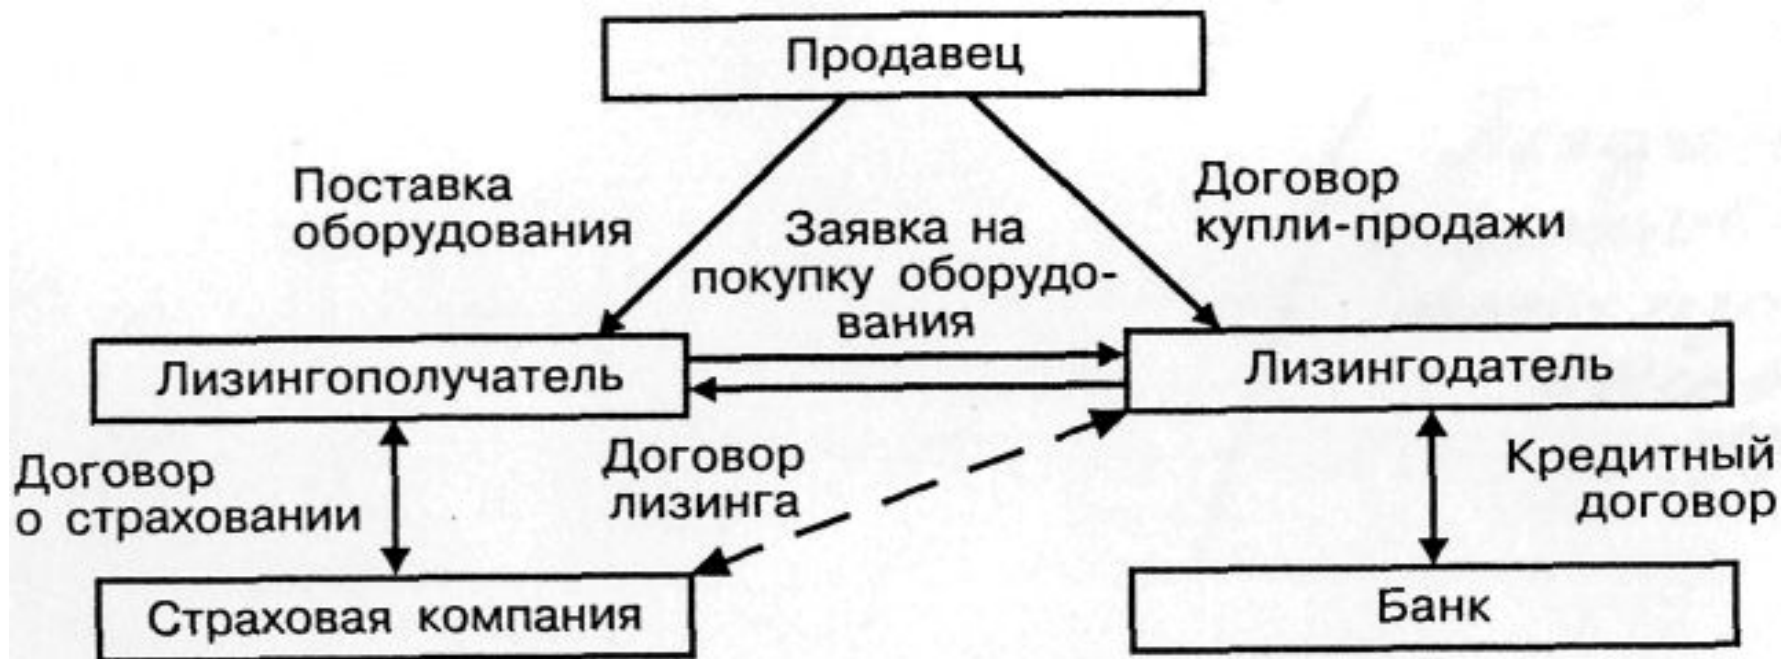 Продавец
Поставка
оборудования
Договор
купли-продажи
Заявка на
покупку оборудо-
вания
Лизингополучатель
Лизингодатель
Договор
о страховании
Договор
лизинга
Кредитный
договор
Страховая компания
Банк